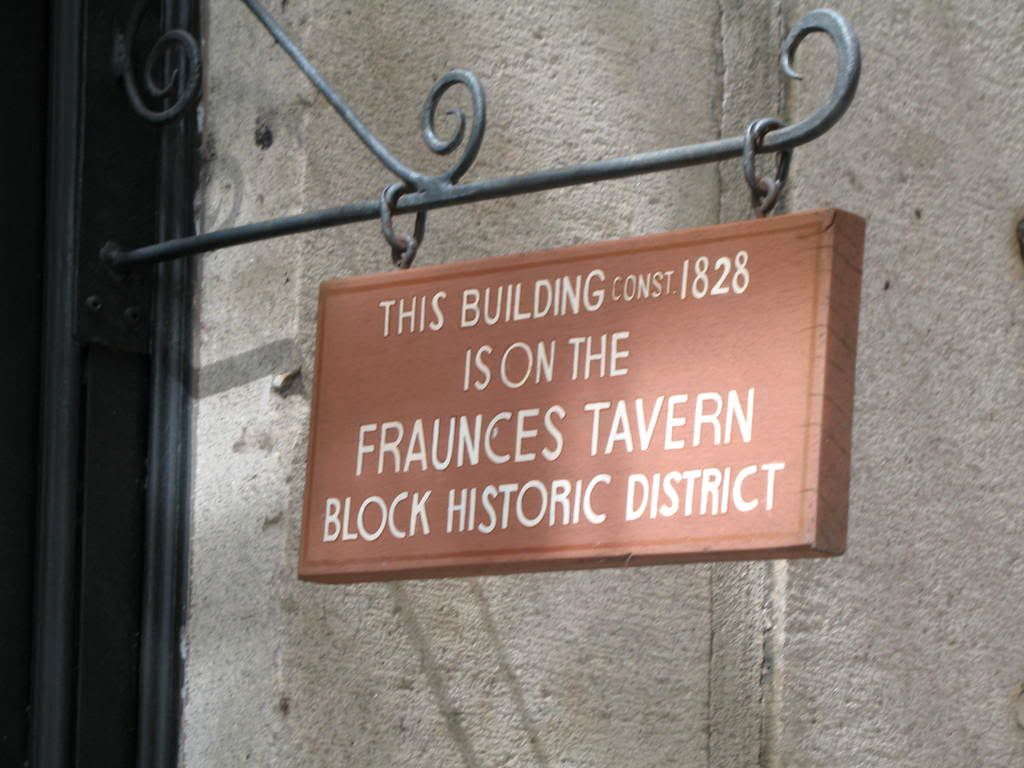 THIS BUILDING CONST. 1828
IS ON THE
FRAUNCES TAVERN
BLOCK HISTORIC DISTRICT